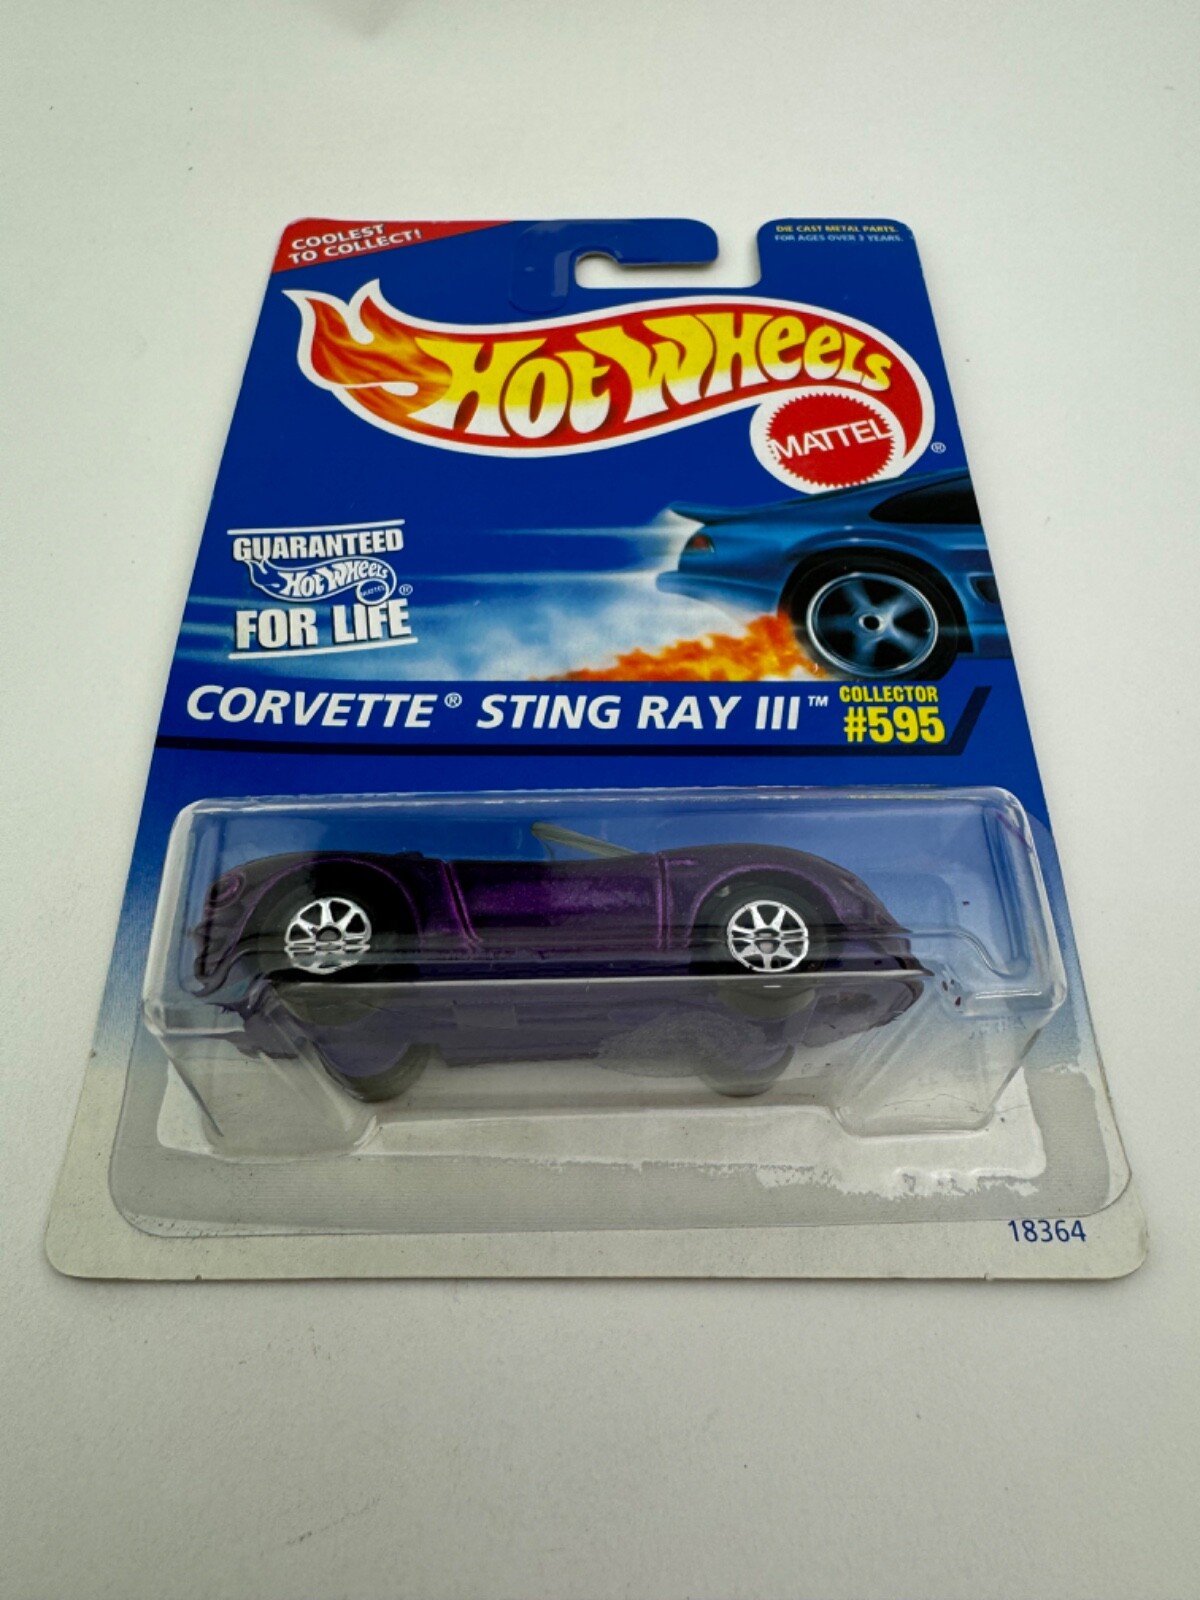 COOLEST
TO COLLECT!
DIE CAST METAL PARTS.
FOR AGES OVER 3 YEARS.
HOT WHEELS
MATTEL
®
GUARANTEED
HOT WHEELS
MATTEL
®
FOR LIFE
CORVETTE® STING RAY III™
COLLECTOR
#595
18364